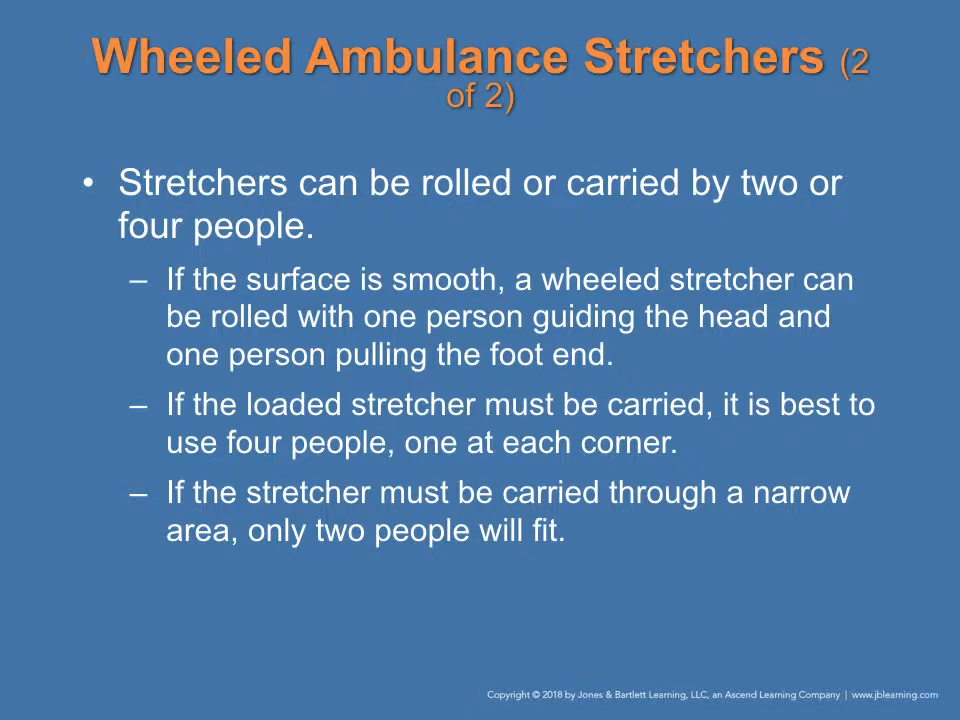 Wheeled Ambulance Stretchers (2
of 2)
• Stretchers can be rolled or carried by two or
four people.
– If the surface is smooth, a wheeled stretcher can
be rolled with one person guiding the head and
one person pulling the foot end.
– If the loaded stretcher must be carried, it is best to
use four people, one at each corner.
– If the stretcher must be carried through a narrow
area, only two people will fit.
Copyright © 2018 by Jones & Bartlett Learning, LLC, an Ascend Learning Company | www.jblearning.com